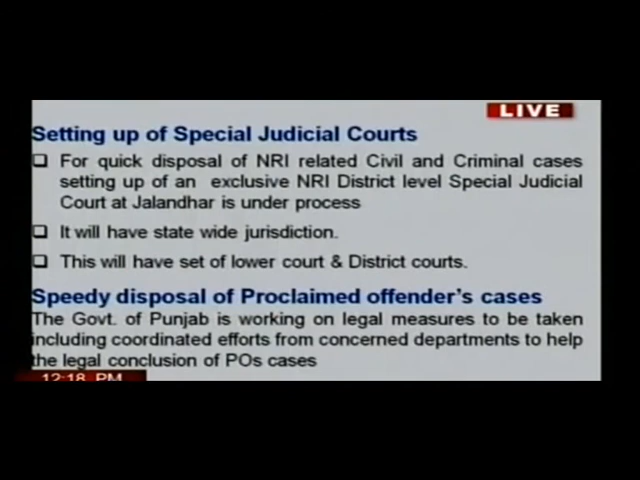 LIVE
Setting up of Special Judicial Courts
❑ For quick disposal of NRI related Civil and Criminal cases
setting up of an exclusive NRI District level Special Judicial
Court at Jalandhar is under process
❑ It will have state wide jurisdiction.
❑ This will have set of lower court & District courts.
Speedy disposal of Proclaimed offender's cases
The Govt. of Punjab is working on legal measures to be taken
including coordinated efforts from concerned departments to help
the legal conclusion of POs cases
12:18 PM